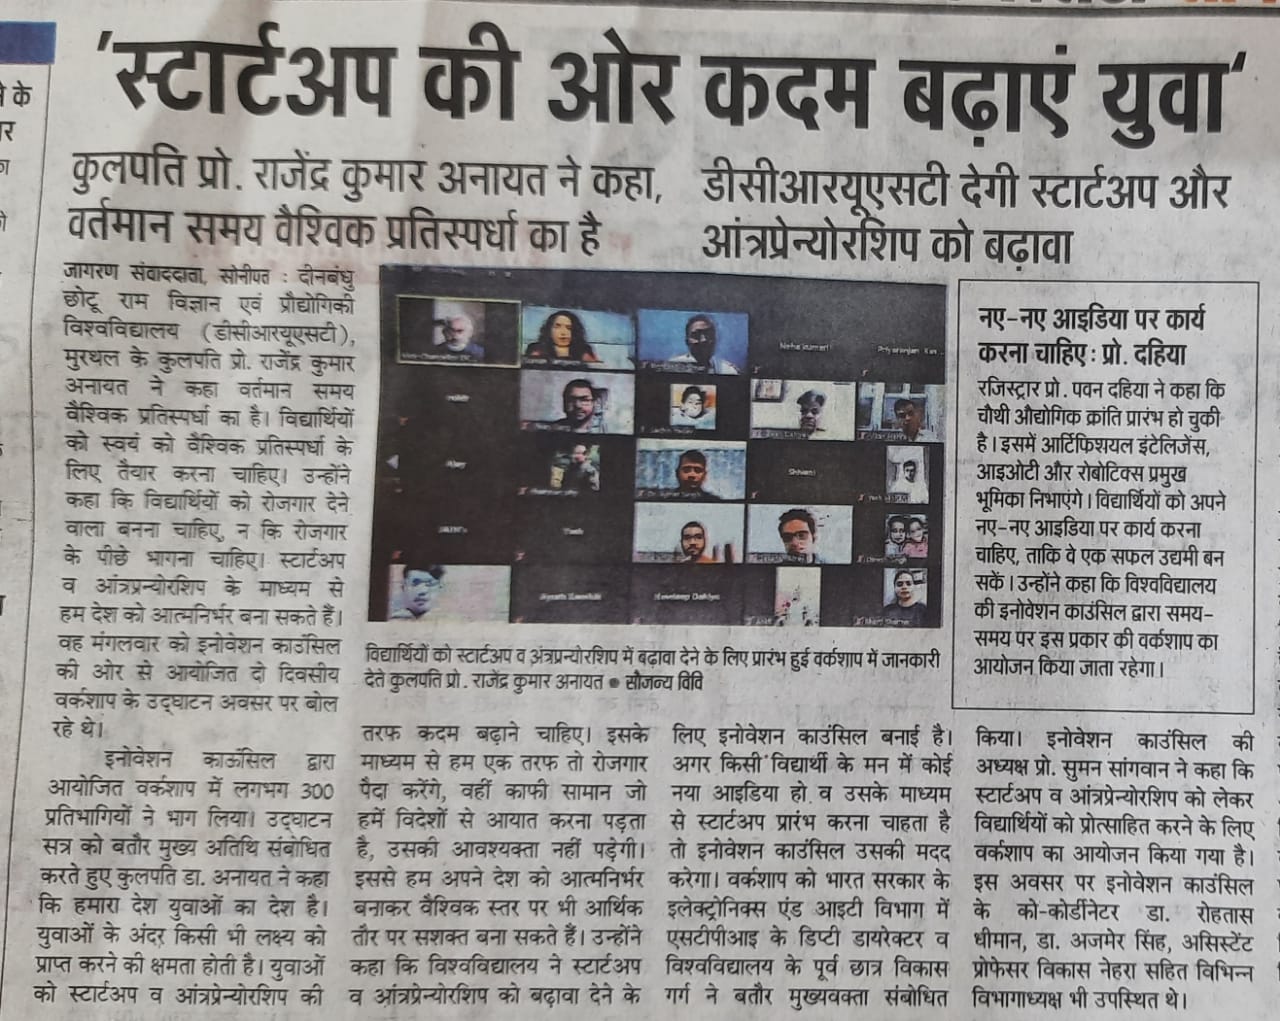 'स्टार्टअप की ओर कदम बढ़ाएं युवा'
कुलपति प्रो. राजेंद्र कुमार अनायत ने कहा,
वर्तमान समय वैश्विक प्रतिस्पर्धा का है
डीसीआरयूएसटी देगी स्टार्टअप और
आंत्रप्रेन्योरशिप को बढ़ावा
जागरण संवाददाता, सोनीपत : दीनबंधु
छोटू राम विज्ञान एवं प्रौद्योगिकी
विश्वविद्यालय (डीसीआरयूएसटी),
मुरथल के कुलपति प्रो. राजेंद्र कुमार
अनायत ने कहा वर्तमान समय
वैश्विक प्रतिस्पर्धा का है। विद्यार्थियों
को स्वयं को वैश्विक प्रतिस्पर्धा के
लिए तैयार करना चाहिए। उन्होंने
कहा कि विद्यार्थियों को रोजगार देने
वाला बनना चाहिए, न कि रोजगार
के पीछे भागना चाहिए। स्टार्टअप
व आंत्रप्रन्योरशिप के माध्यम से
हम देश को आत्मनिर्भर बना सकते हैं।
वह मंगलवार को इनोवेशन काउंसिल
की ओर से आयोजित दो दिवसीय
वर्कशाप के उद्घाटन अवसर पर बोल
रहे थे।
इनोवेशन काऊंसिल द्वारा
आयोजित वर्कशाप में लगभग 300
प्रतिभागियों ने भाग लिया। उद्घाटन
सत्र को बतौर मुख्य अतिथि संबोधित
करते हुए कुलपति डा. अनायत ने कहा
कि हमारा देश युवाओं का देश है।
युवाओं के अंदर किसी भी लक्ष्य को
प्राप्त करने की क्षमता होती है। युवाओं
को स्टार्टअप व आंत्रप्रेन्योरशिप की
Neha kumari
Shivani
विद्यार्थियों को स्टार्टअप व अंत्रप्रन्योरशिप में बढ़ावा देने के लिए प्रारंभ हुई वर्कशाप में जानकारी
देते कुलपति प्रो. राजेंद्र कुमार अनायत ● सौजन्य विवि
तरफ कदम बढ़ाने चाहिए। इसके
माध्यम से हम एक तरफ तो रोजगार
पैदा करेंगे, वहीं काफी सामान जो
हमें विदेशों से आयात करना पड़ता
है, उसकी आवश्यक्ता नहीं पड़ेगी।
इससे हम अपने देश को आत्मनिर्भर
बनाकर वैश्विक स्तर पर भी आर्थिक
तौर पर सशक्त बना सकते हैं। उन्होंने
कहा कि विश्वविद्यालय ने स्टार्टअप
व आंत्रप्रेन्योरशिप को बढ़ावा देने के
लिए इनोवेशन काउंसिल बनाई है।
अगर किसी विद्यार्थी के मन में कोई
नया आइडिया हो व उसके माध्यम
से स्टार्टअप प्रारंभ करना चाहता है
तो इनोवेशन काउंसिल उसकी मदद
करेगा। वर्कशाप को भारत सरकार के
इलेक्ट्रोनिक्स एंड आइटी विभाग में
एसटीपीआइ के डिप्टी डायरेक्टर व
विश्वविद्यालय के पूर्व छात्र विकास
गर्ग ने बतौर मुख्यवक्ता संबोधित
किया। इनोवेशन काउंसिल की
अध्यक्ष प्रो. सुमन सांगवान ने कहा कि
स्टार्टअप व आंत्रप्रेन्योरशिप को लेकर
विद्यार्थियों को प्रोत्साहित करने के लिए
वर्कशाप का आयोजन किया गया है।
इस अवसर पर इनोवेशन काउंसिल
के को-कोर्डीनेटर डा. रोहतास
धीमान, डा. अजमेर सिंह, असिस्टेंट
प्रोफेसर विकास नेहरा सहित विभिन्न
विभागाध्यक्ष भी उपस्थित थे।
नए-नए आइडिया पर कार्य
करना चाहिए : प्रो. दहिया
रजिस्ट्रार प्रो. पवन दहिया ने कहा कि
चौथी औद्योगिक क्रांति प्रारंभ हो चुकी
है। इसमें आर्टिफिशयल इंटेलिजेंस,
आइओटी और रोबोटिक्स प्रमुख
भूमिका निभाएंगे। विद्यार्थियों को अपने
नए-नए आइडिया पर कार्य करना
चाहिए, ताकि वे एक सफल उद्यमी बन
सकें। उन्होंने कहा कि विश्वविद्यालय
की इनोवेशन काउंसिल द्वारा समय-
समय पर इस प्रकार की वर्कशाप का
आयोजन किया जाता रहेगा।